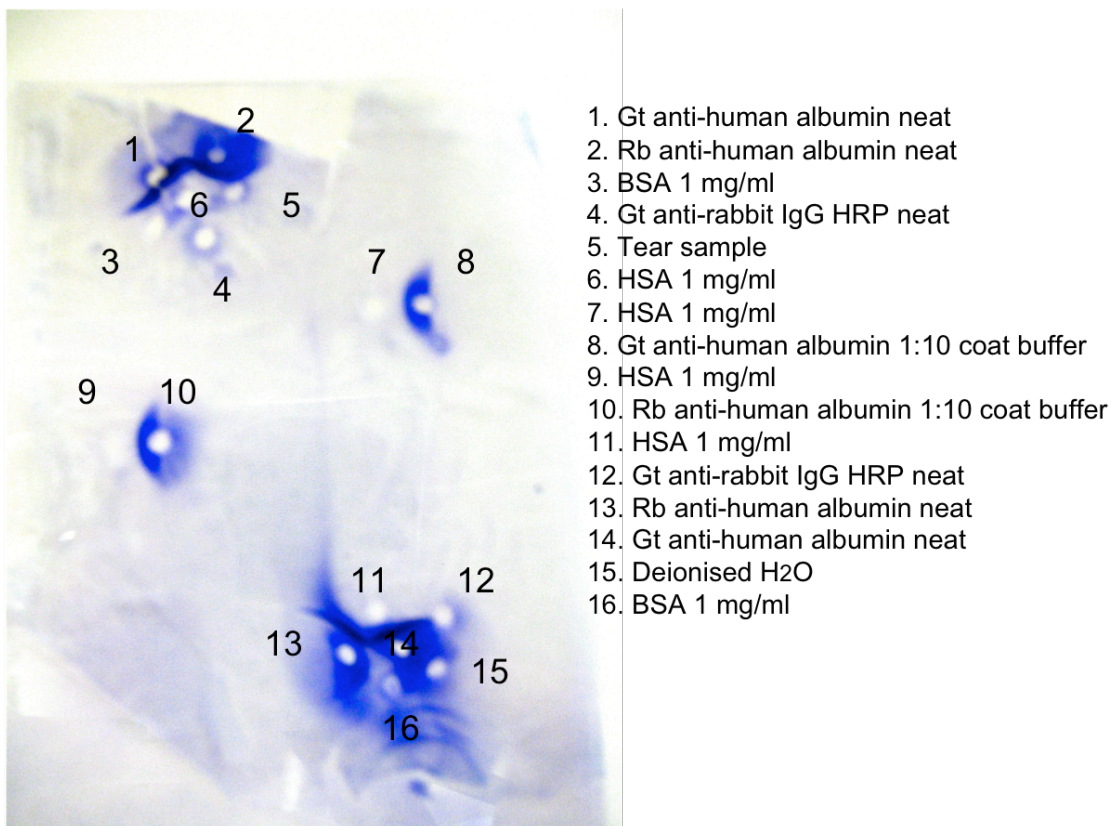 1
2
6
5
3
4
7
8
9
10
11
12
13
14
15
16
1. Gt anti-human albumin neat
2. Rb anti-human albumin neat
3. BSA 1 mg/ml
4. Gt anti-rabbit IgG HRP neat
5. Tear sample
6. HSA 1 mg/ml
7. HSA 1 mg/ml
8. Gt anti-human albumin 1:10 coat buffer
9. HSA 1 mg/ml
10. Rb anti-human albumin 1:10 coat buffer
11. HSA 1 mg/ml
12. Gt anti-rabbit IgG HRP neat
13. Rb anti-human albumin neat
14. Gt anti-human albumin neat
15. Deionised H2O
16. BSA 1 mg/ml